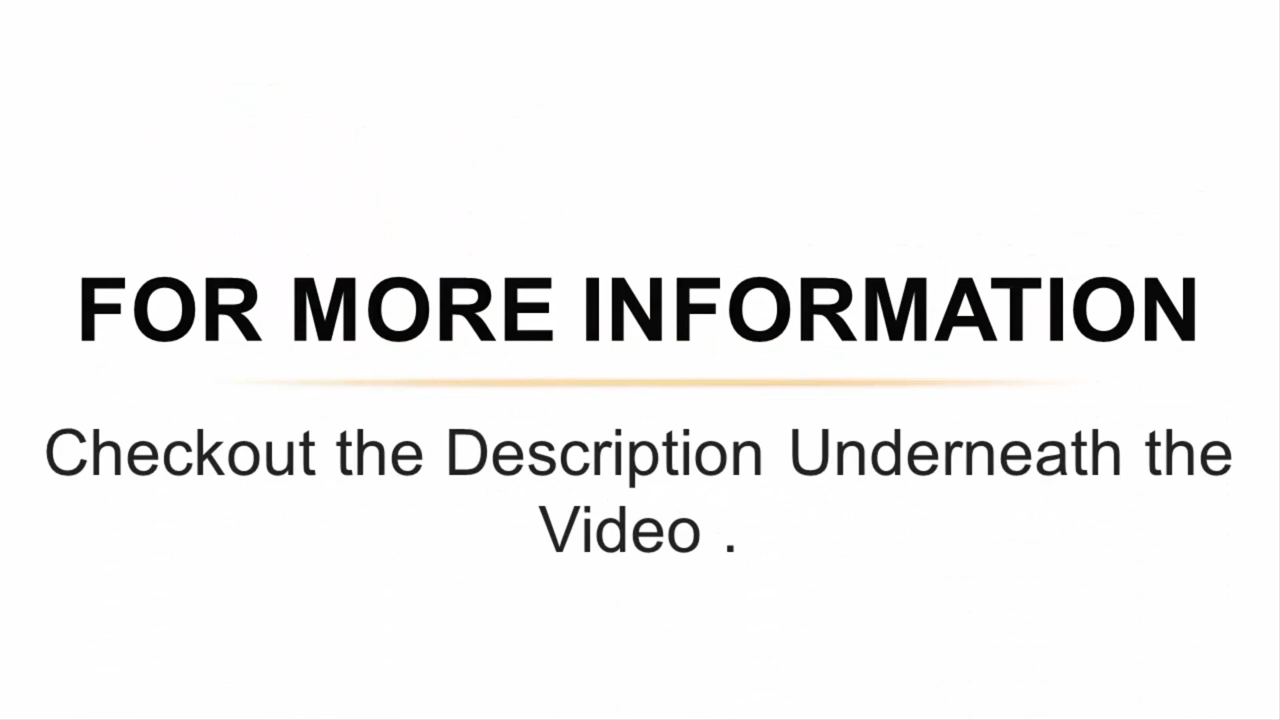 FOR MORE INFORMATION
Checkout the Description Underneath the
Video .